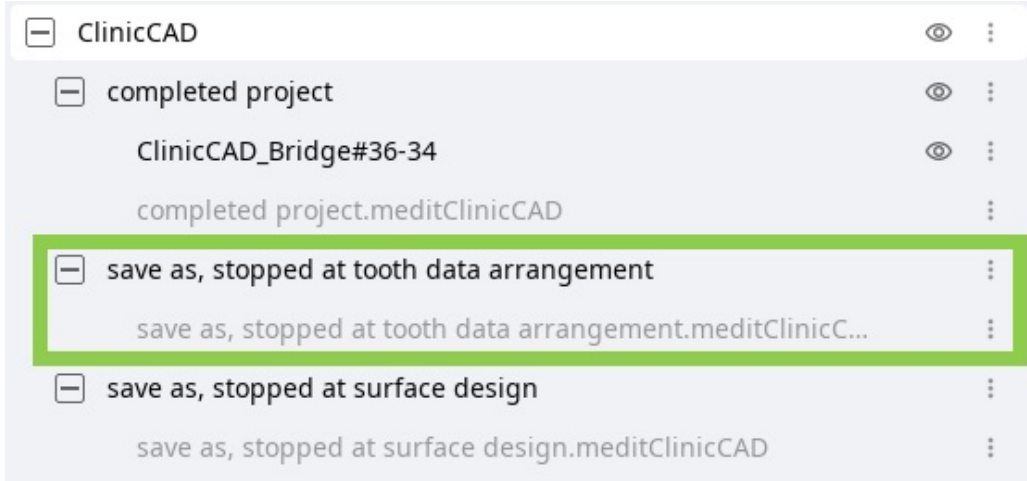 ClinicCAD
completed project
ClinicCAD_Bridge#36-34
completed project.meditClinicCAD
save as, stopped at tooth data arrangement
save as, stopped at tooth data arrangement.meditClinicC...
save as, stopped at surface design
save as, stopped at surface design.meditClinicCAD